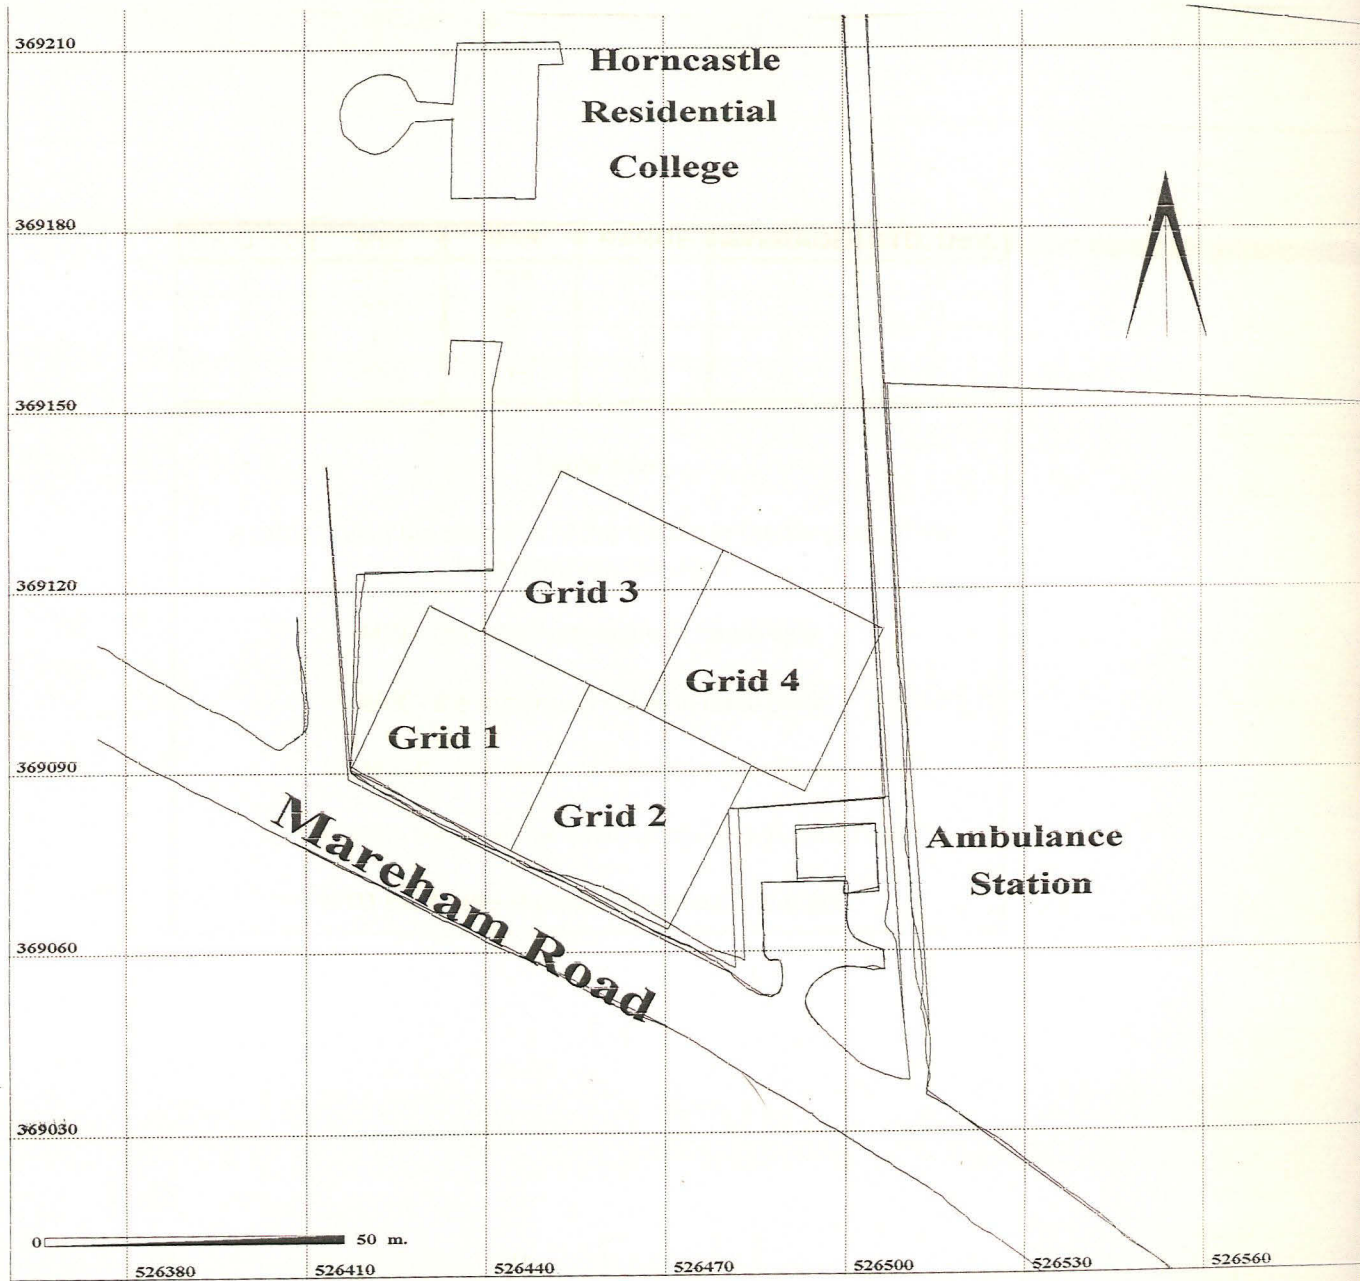 369210
Horncastle
Residential
College
369180
369150
369120
Grid 3
Grid 4
Grid 1
369090
Grid 2
Mareham Road
Ambulance
Station
369060
369030
0 50 m.
526380 526410 526440 526470 526500 526530 526560